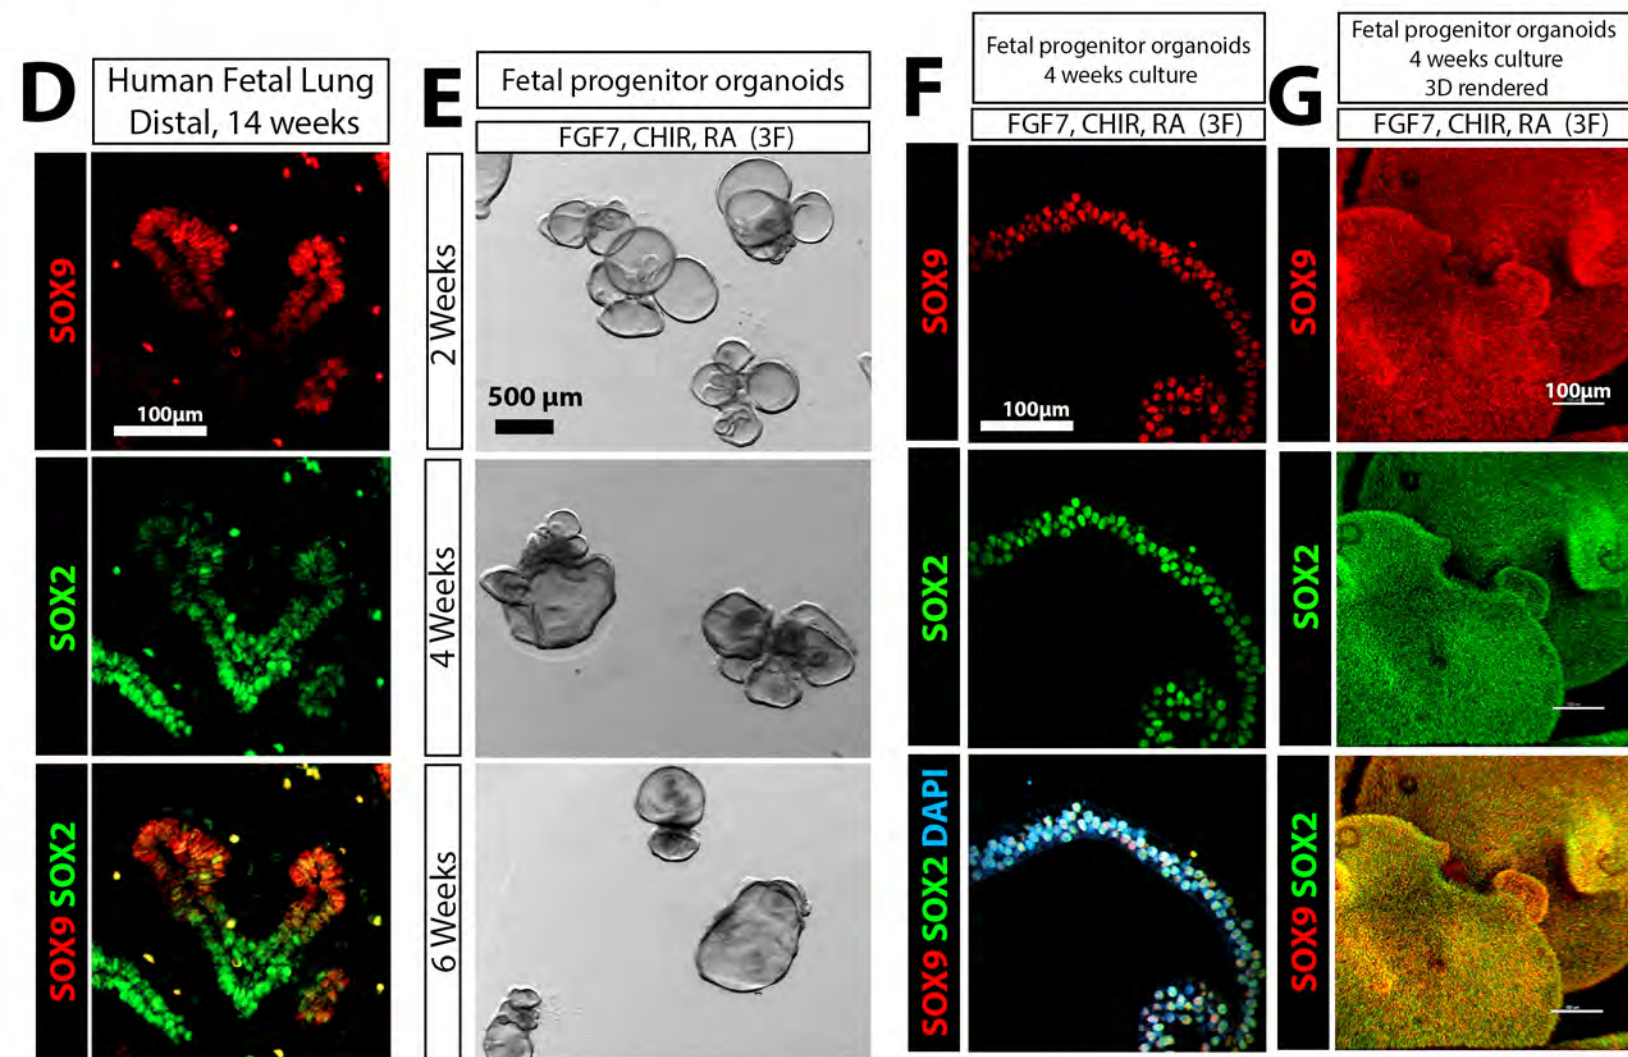 D
Human Fetal Lung
Distal, 14 weeks
SOX9
100µm
SOX2
SOX9 SOX2
E
Fetal progenitor organoids
FGF7, CHIR, RA (3F)
2 Weeks
500 µm
4 Weeks
6 Weeks
F
Fetal progenitor organoids
4 weeks culture
FGF7, CHIR, RA (3F)
SOX9
100µm
SOX2
SOX9 SOX2 DAPI
G
Fetal progenitor organoids
4 weeks culture
3D rendered
FGF7, CHIR, RA (3F)
SOX9
100µm
SOX2
SOX9 SOX2